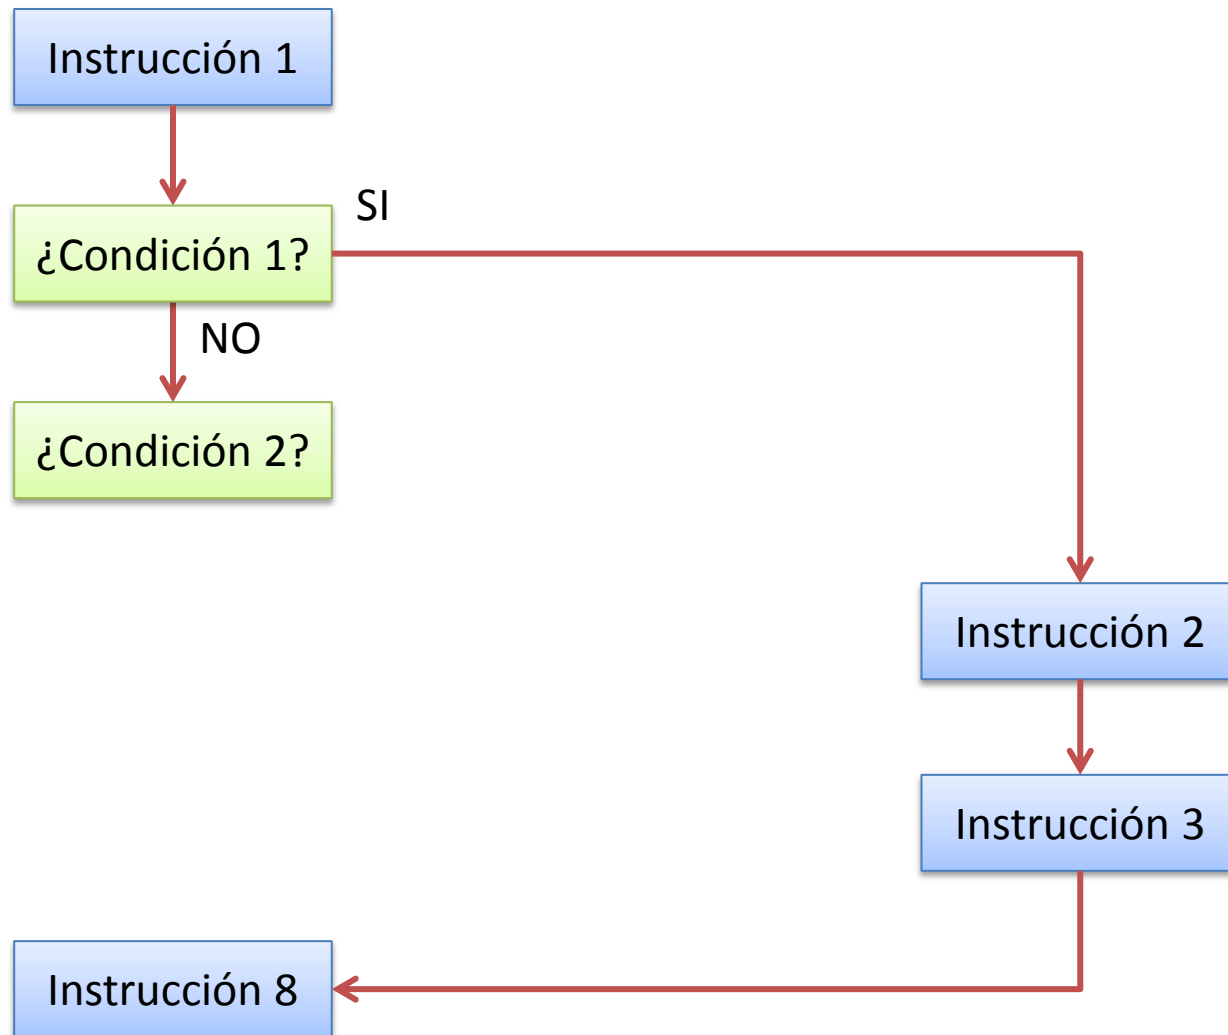 Instrucción 1
SI
¿Condición 1?
NO
¿Condición 2?
Instrucción 2
Instrucción 3
Instrucción 8